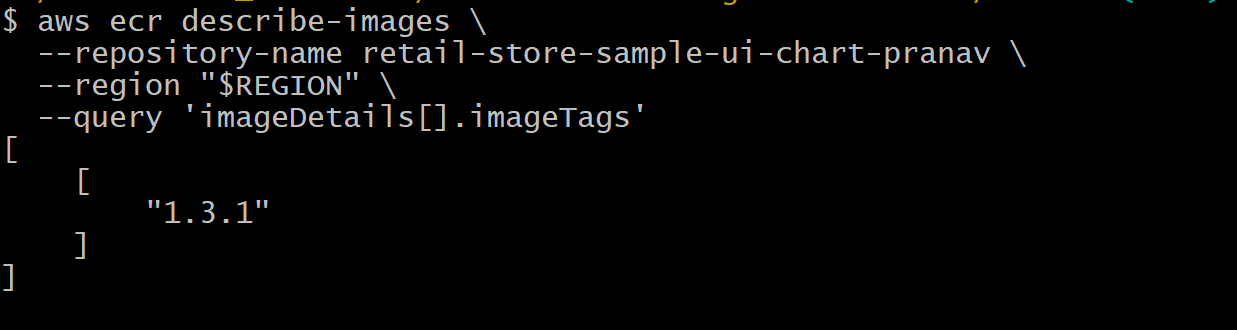 $ aws ecr describe-images \
  --repository-name retail-store-sample-ui-chart-pranav \
  --region "$REGION" \
  --query 'imageDetails[].imageTags'
[
    [
        "1.3.1"
    ]
]